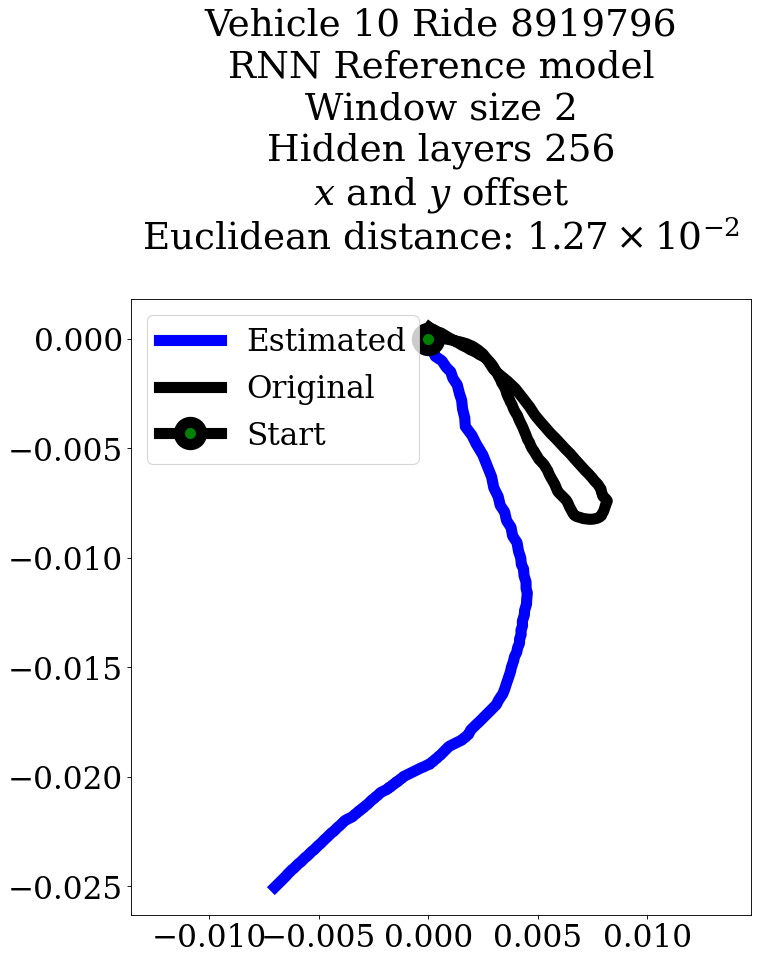 Vehicle 10 Ride 8919796
RNN Reference model
Window size 2
Hidden layers 256
x and y offset
Euclidean distance: 1.27 × 10⁻²
Estimated
Original
Start
0.000
−0.005
−0.010
−0.015
−0.020
−0.025
−0.010 −0.005 0.000 0.005 0.010